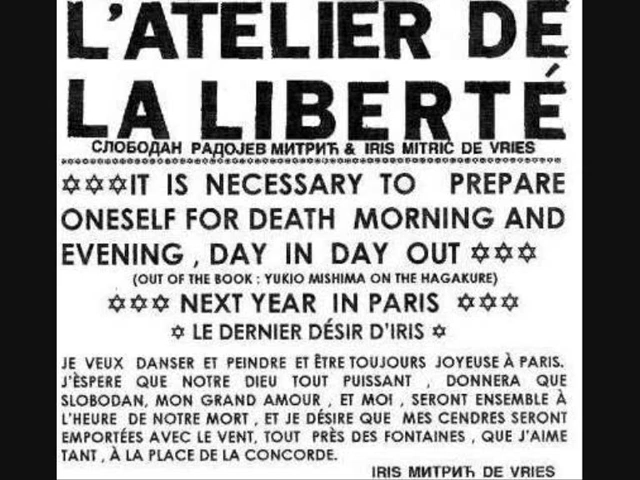 L'ATELIER DE
LA LIBERTÉ
СЛОБОДАН РАДОЈЕВ МИТРИЋ & IRIS MITRIĆ DE VRIES
✡✡✡IT IS NECESSARY TO PREPARE
ONESELF FOR DEATH MORNING AND
EVENING , DAY IN DAY OUT ✡✡✡
(OUT OF THE BOOK : YUKIO MISHIMA ON THE HAGAKURE)
✡✡✡ NEXT YEAR IN PARIS ✡✡✡
✡ LE DERNIER DÉSIR D'IRIS ✡
JE VEUX DANSER ET PEINDRE ET ÊTRE TOUJOURS JOYEUSE À PARIS.
J'ÈSPERE QUE NOTRE DIEU TOUT PUISSANT , DONNERA QUE
SLOBODAN, MON GRAND AMOUR , ET MOI , SERONT ENSEMBLE À
L'HEURE DE NOTRE MORT , ET JE DÉSIRE QUE MES CENDRES SERONT
EMPORTÉES AVEC LE VENT, TOUT PRÈS DES FONTAINES , QUE J'AIME
TANT , À LA PLACE DE LA CONCORDE.
IRIS МИТРИЋ DE VRIES